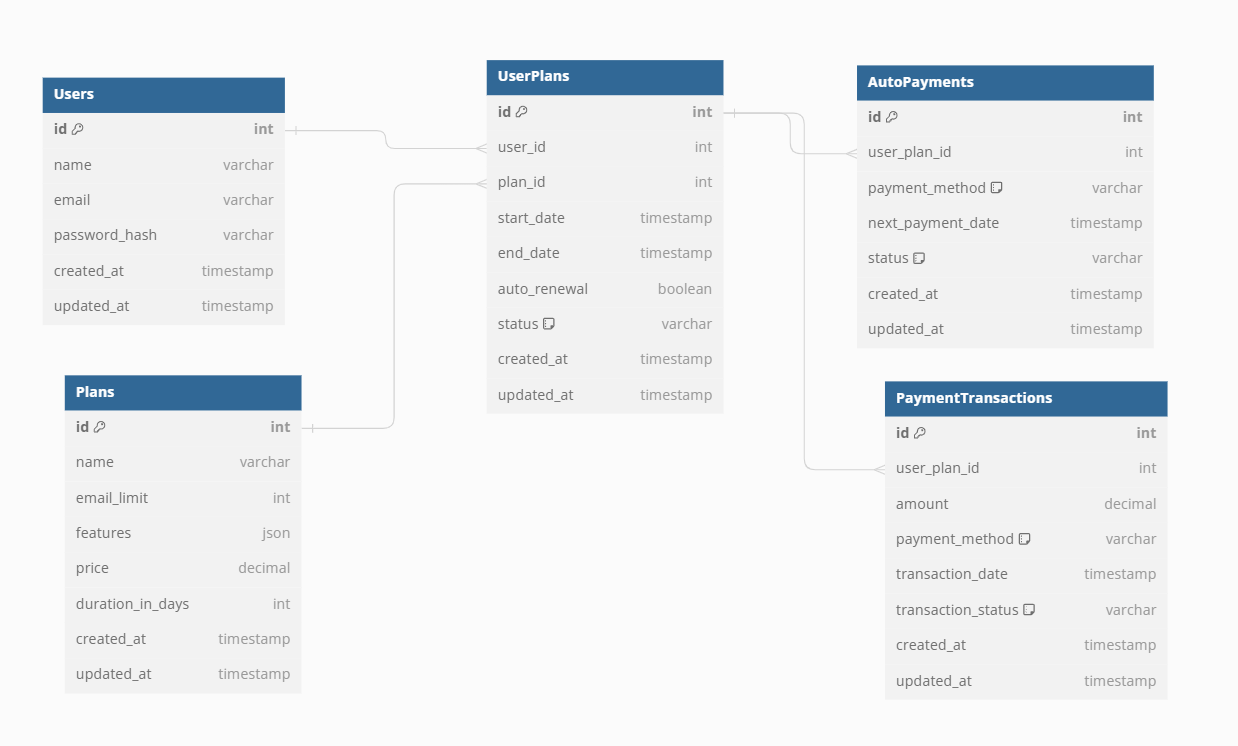 Users
id int
name varchar
email varchar
password_hash varchar
created_at timestamp
updated_at timestamp
Plans
id int
name varchar
email_limit int
features json
price decimal
duration_in_days int
created_at timestamp
updated_at timestamp
UserPlans
id int
user_id int
plan_id int
start_date timestamp
end_date timestamp
auto_renewal boolean
status varchar
created_at timestamp
updated_at timestamp
AutoPayments
id int
user_plan_id int
payment_method varchar
next_payment_date timestamp
status varchar
created_at timestamp
updated_at timestamp
PaymentTransactions
id int
user_plan_id int
amount decimal
payment_method varchar
transaction_date timestamp
transaction_status varchar
created_at timestamp
updated_at timestamp